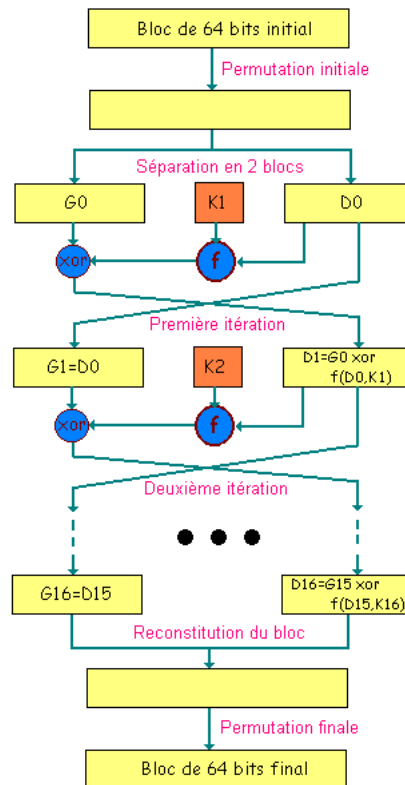 Bloc de 64 bits initial
Permutation initiale
Séparation en 2 blocs
G0
K1
D0
xor
f
Première itération
G1=D0
K2
D1=G0 xor
f(D0,K1)
xor
f
Deuxième itération
G16=D15
D16=G15 xor
f(D15,K16)
Reconstitution du bloc
Permutation finale
Bloc de 64 bits final